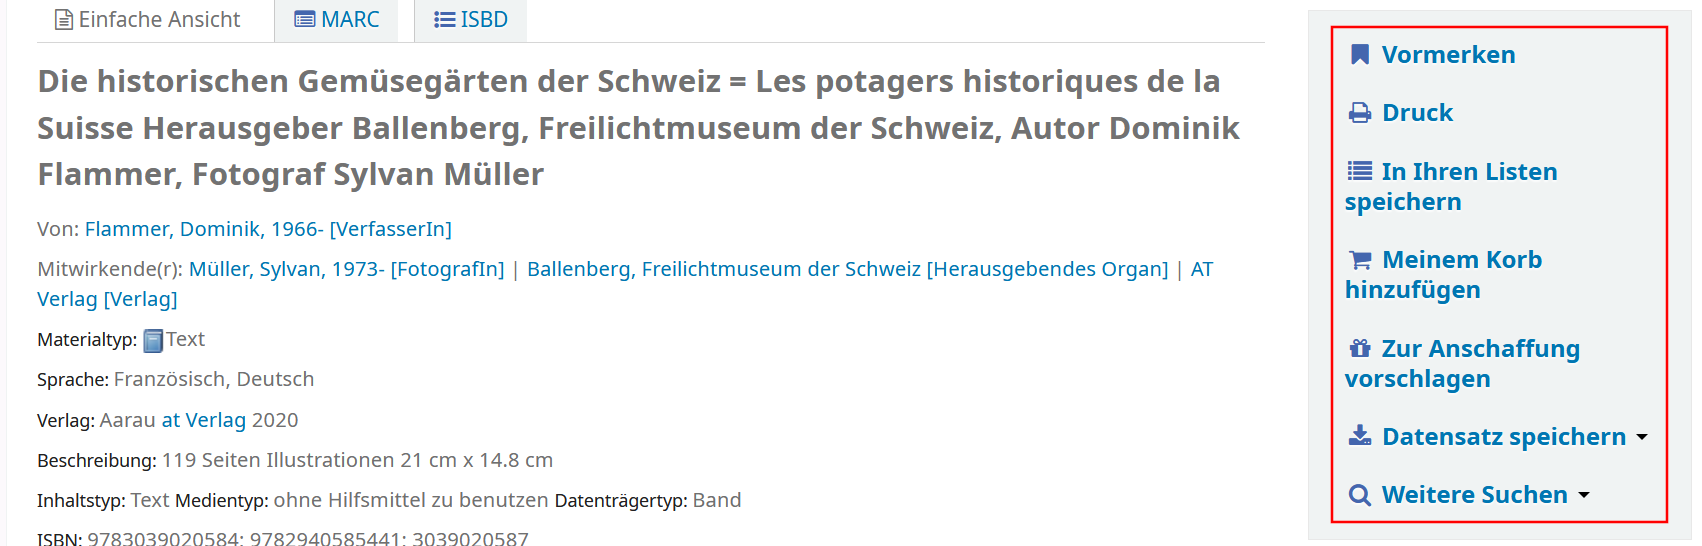 Einfache Ansicht
MARC
ISBD
Die historischen Gemüsegärten der Schweiz = Les potagers historiques de la
Suisse Herausgeber Ballenberg, Freilichtmuseum der Schweiz, Autor Dominik
Flammer, Fotograf Sylvan Müller
Von: Flammer, Dominik, 1966- [VerfasserIn]
Mitwirkende(r): Müller, Sylvan, 1973- [FotografIn] | Ballenberg, Freilichtmuseum der Schweiz [Herausgebendes Organ] | AT
Verlag [Verlag]
Materialtyp: Text
Sprache: Französisch, Deutsch
Verlag: Aarau at Verlag 2020
Beschreibung: 119 Seiten Illustrationen 21 cm x 14.8 cm
Inhaltstyp: Text Medientyp: ohne Hilfsmittel zu benutzen Datenträgertyp: Band
ISBN: 9783039020584; 9782940585441; 3039020587
Vormerken
Druck
In Ihren Listen
speichern
Meinem Korb
hinzufügen
Zur Anschaffung
vorschlagen
Datensatz speichern
Weitere Suchen